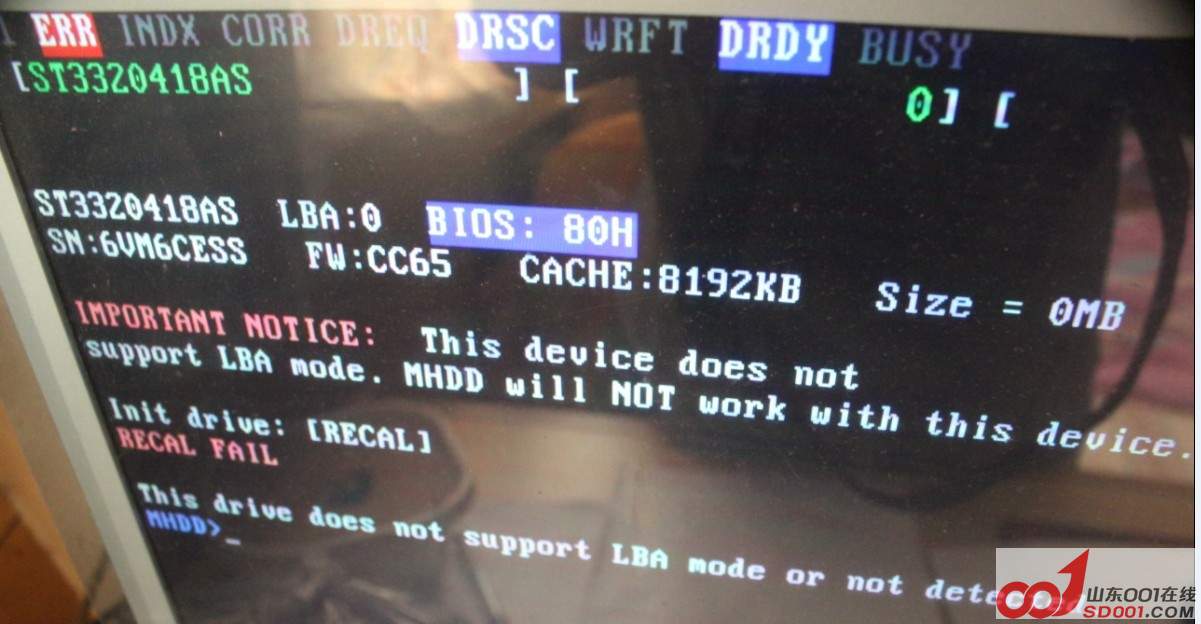 ERR INDX CORR DREQ DRSC WRFT DRDY BUSY
[ST3320418AS ] [ 0] [
ST3320418AS LBA:0 BIOS: 80H
SN:6VM6CESS FW:CC65 CACHE:8192KB Size = 0MB
IMPORTANT NOTICE: This device does not
support LBA mode. MHDD will NOT work with this device.
Init drive: [RECAL]
RECAL FAIL
This drive does not support LBA mode or not detected
MHDD>_
山东001在线
SD001.COM